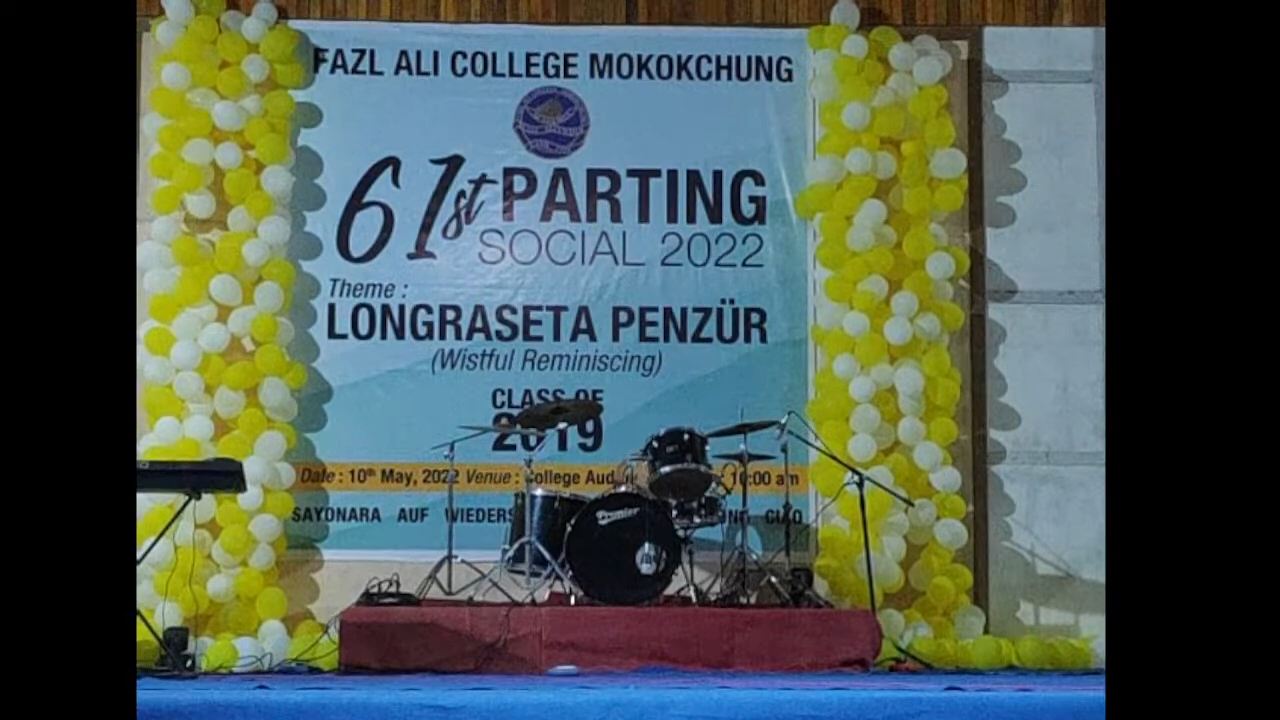 FAZL ALI COLLEGE MOKOKCHUNG
61st PARTING
SOCIAL 2022
Theme :
LONGRASETA PENZÜR
(Wistful Reminiscing)
CLASS OF
2019
Date : 10th May, 2022 Venue : College Aud 10:00 am
SAYONARA AUF WIEDERS CIAO
Premier